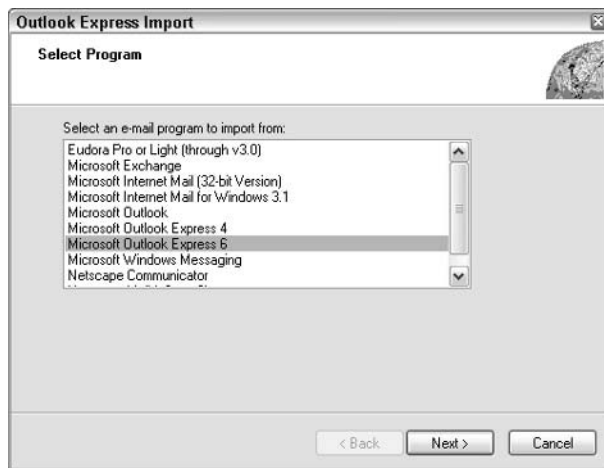 Outlook Express Import
Select Program
Select an e-mail program to import from:
Eudora Pro or Light (through v3.0)
Microsoft Exchange
Microsoft Internet Mail (32-bit Version)
Microsoft Internet Mail for Windows 3.1
Microsoft Outlook
Microsoft Outlook Express 4
Microsoft Outlook Express 6
Microsoft Windows Messaging
Netscape Communicator
< Back
Next >
Cancel